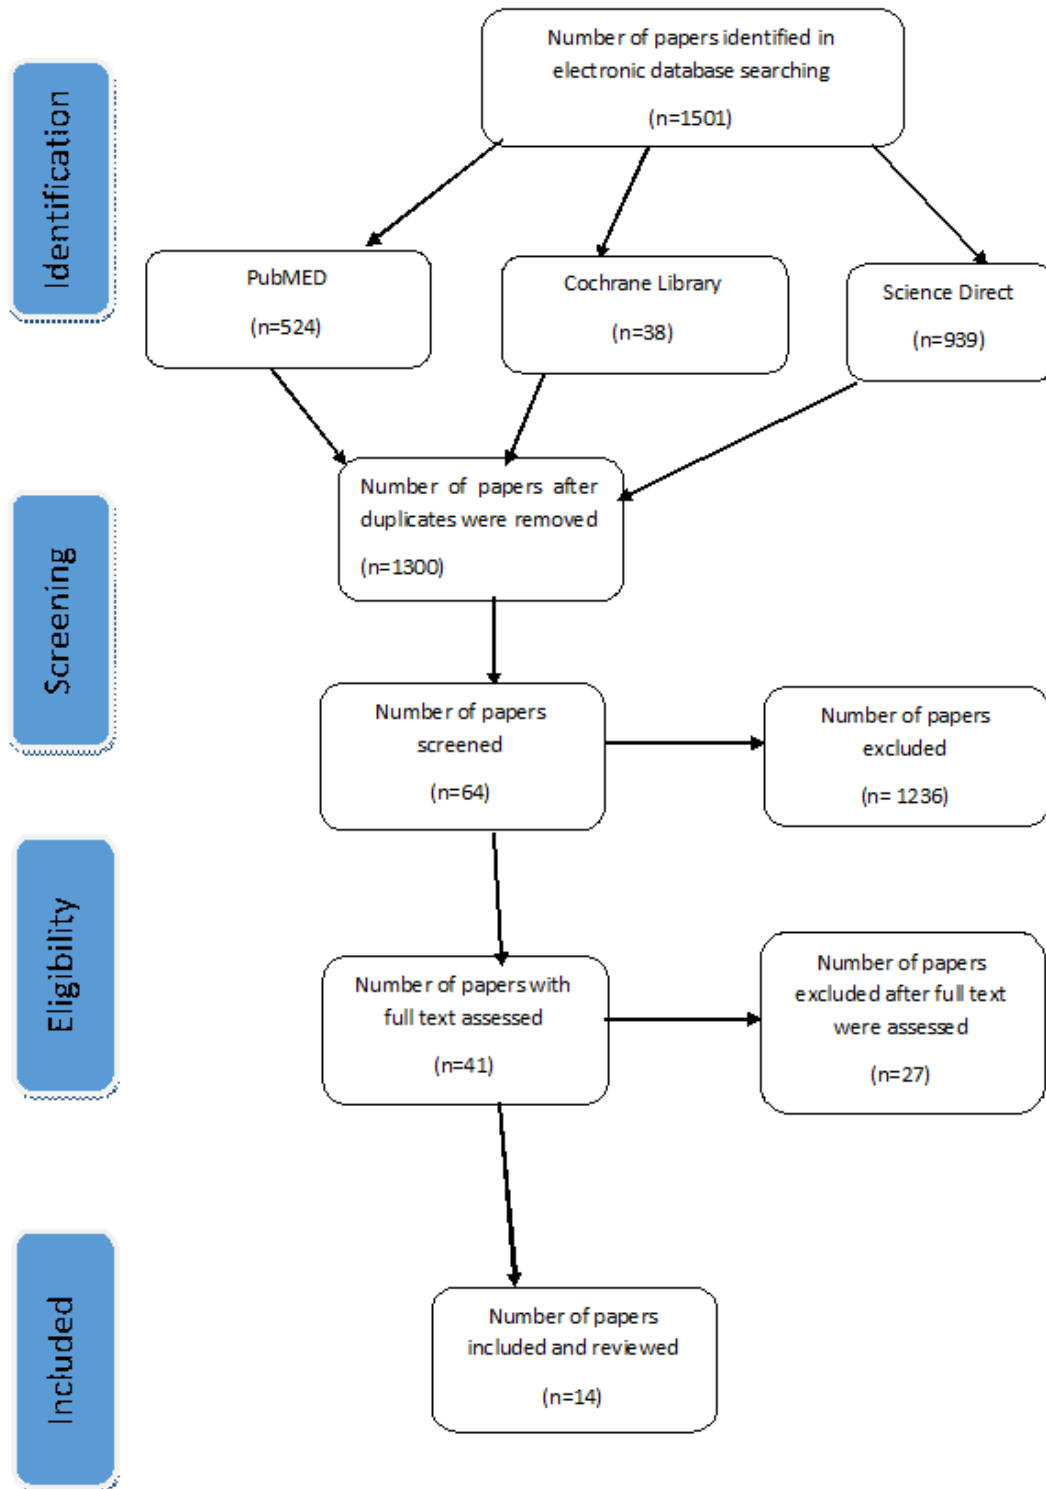 Identification
Number of papers identified in
electronic database searching
(n=1501)
PubMED
(n=524)
Cochrane Library
(n=38)
Science Direct
(n=939)
Screening
Number of papers after
duplicates were removed
(n=1300)
Number of papers
screened
(n=64)
Number of papers
excluded
(n= 1236)
Eligibility
Number of papers with
full text assessed
(n=41)
Number of papers
excluded after full text
were assessed
(n=27)
Included
Number of papers
included and reviewed
(n=14)